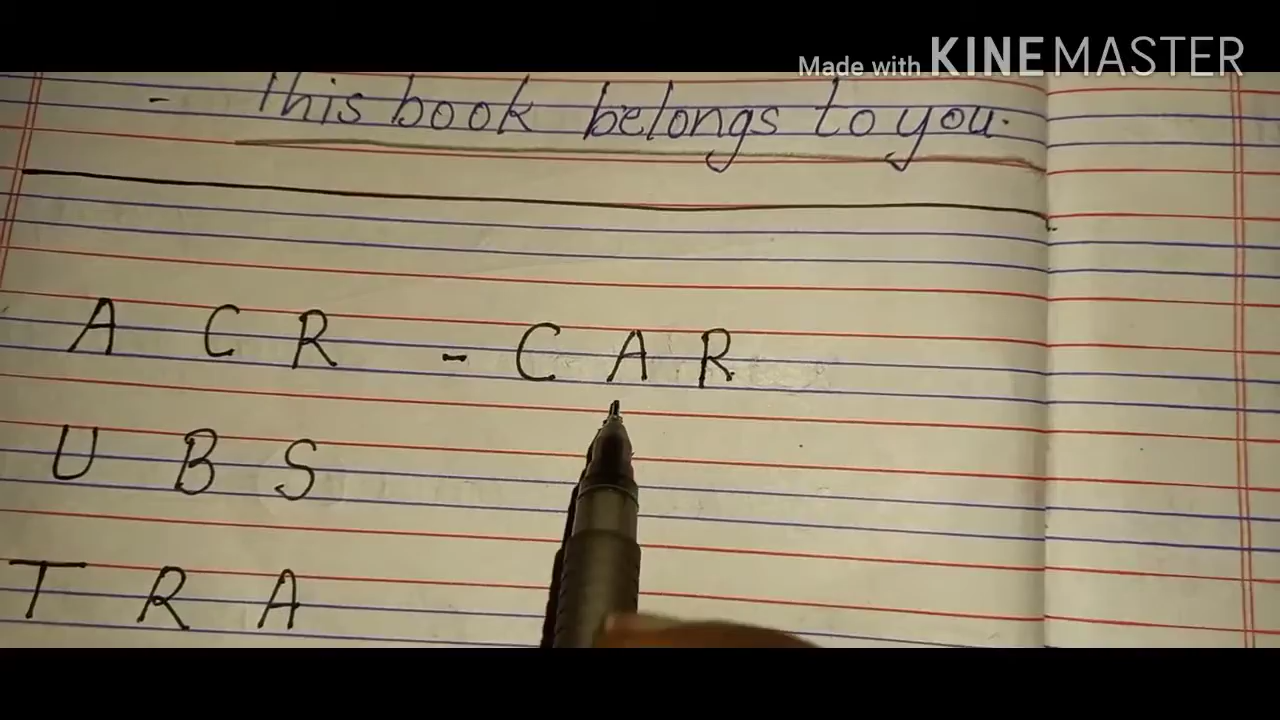 Made with KINEMASTER
- This book belongs to you.
A C R - C A R
U B S
T R A